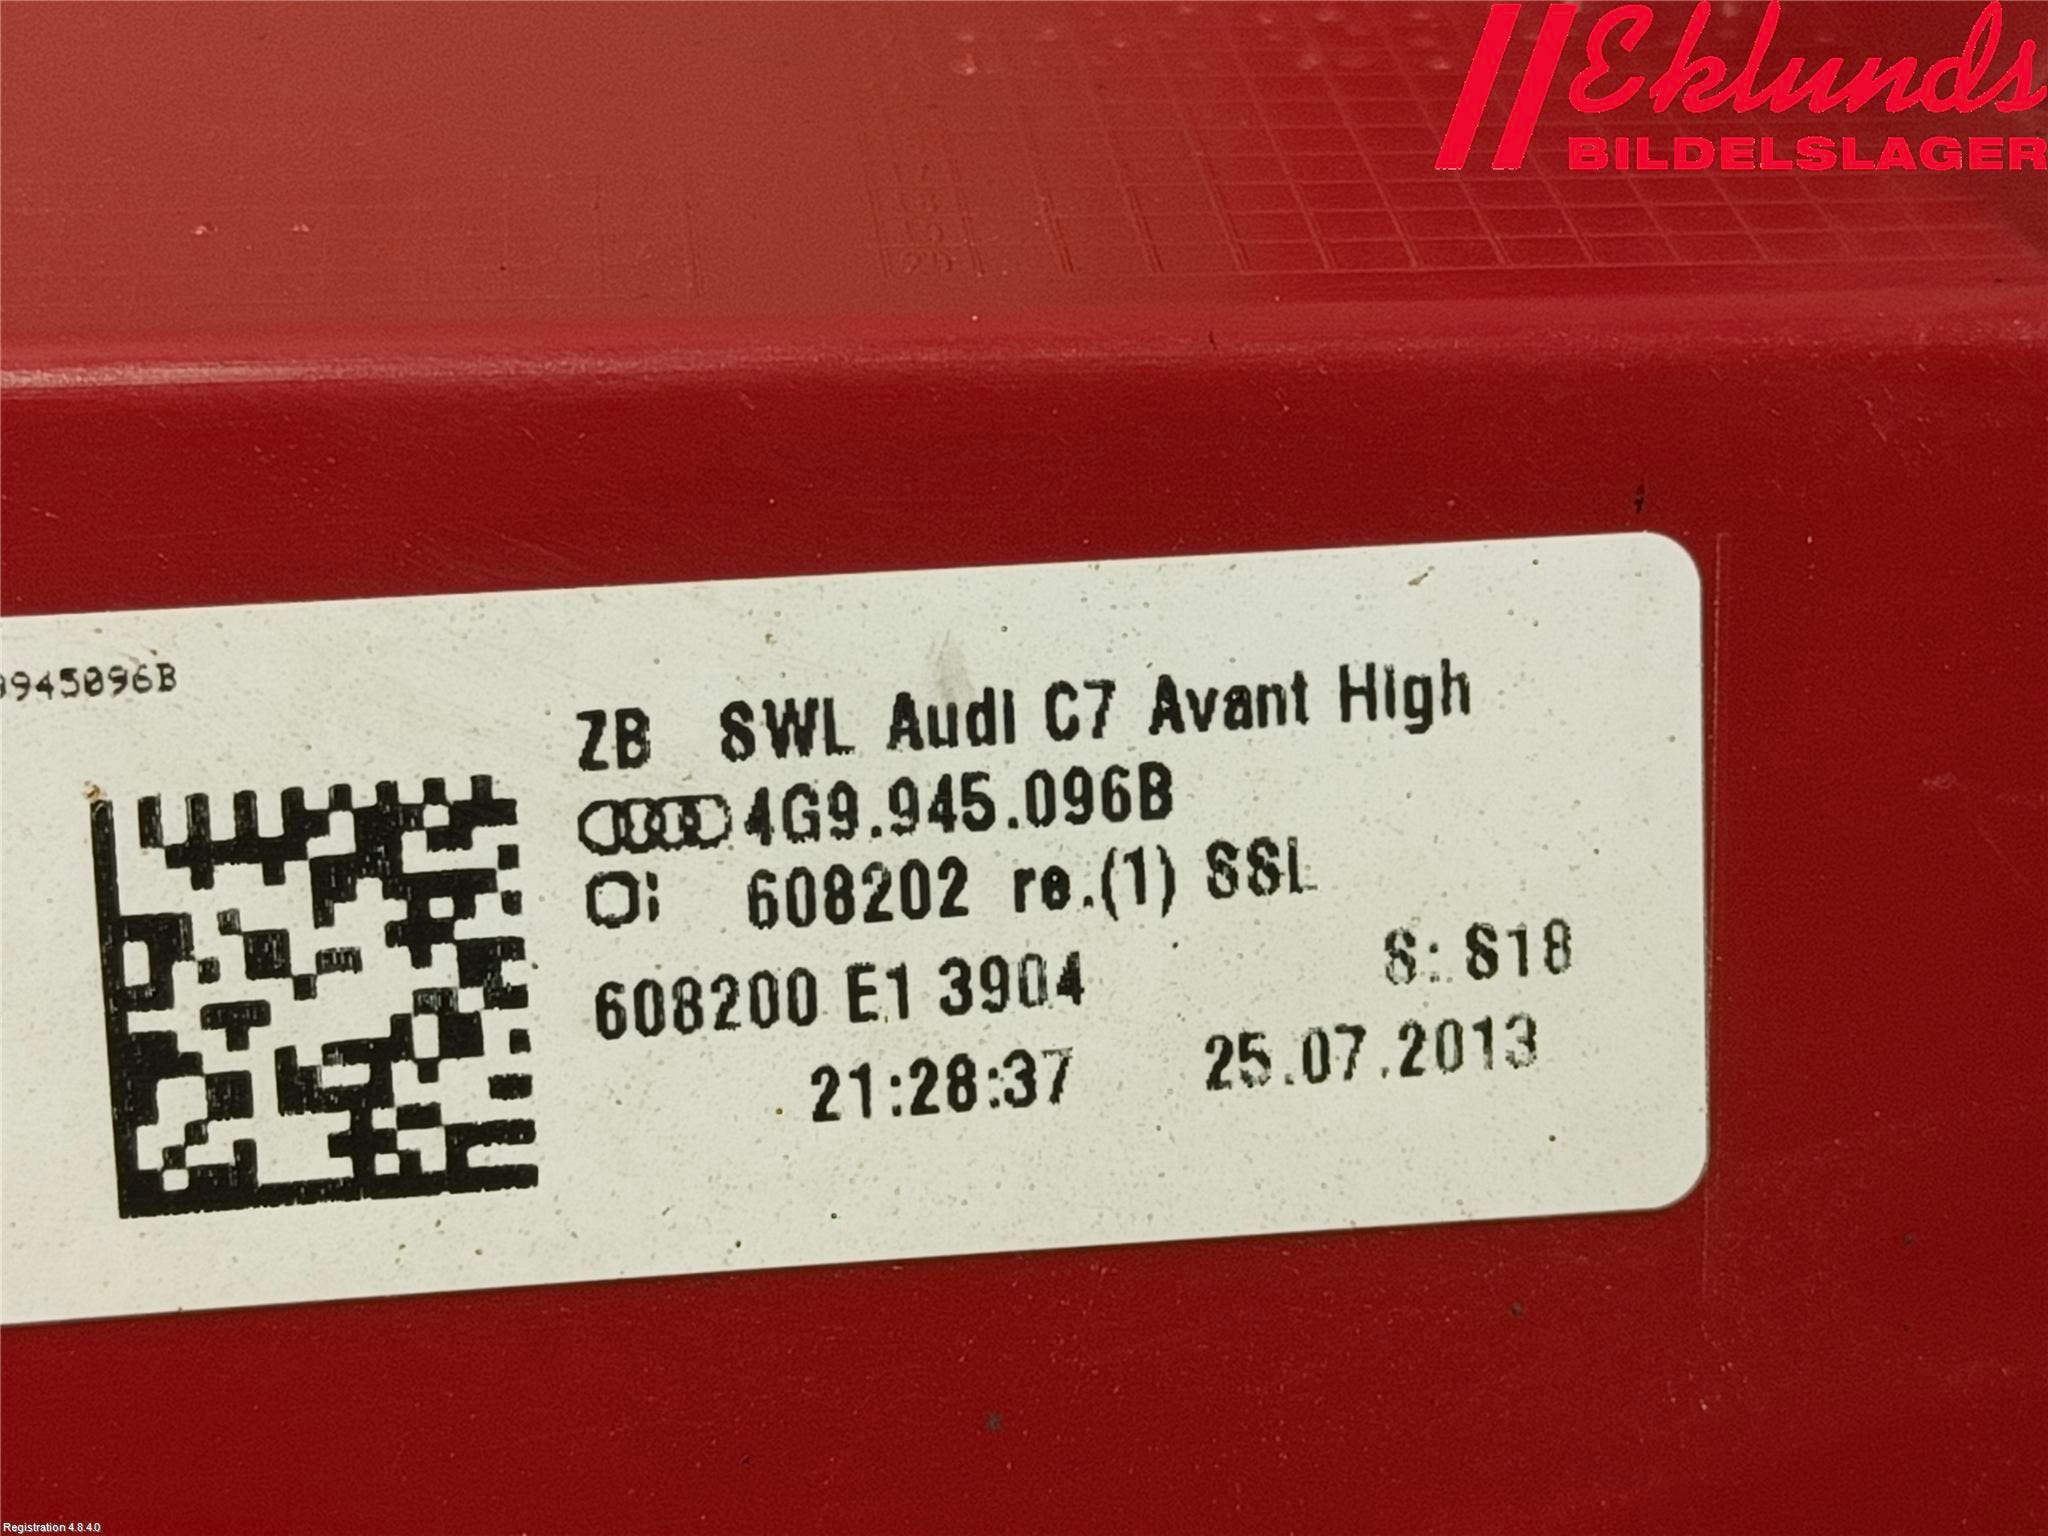 Eklunds
BILDELSLAGER
945096B
ZB SWL Audi C7 Avant High
4G9.945.096B
608202 re.(1) SSL
608200 E1 3904 S: S18
21:28:37 25.07.2013
Registration 4.8.4.0